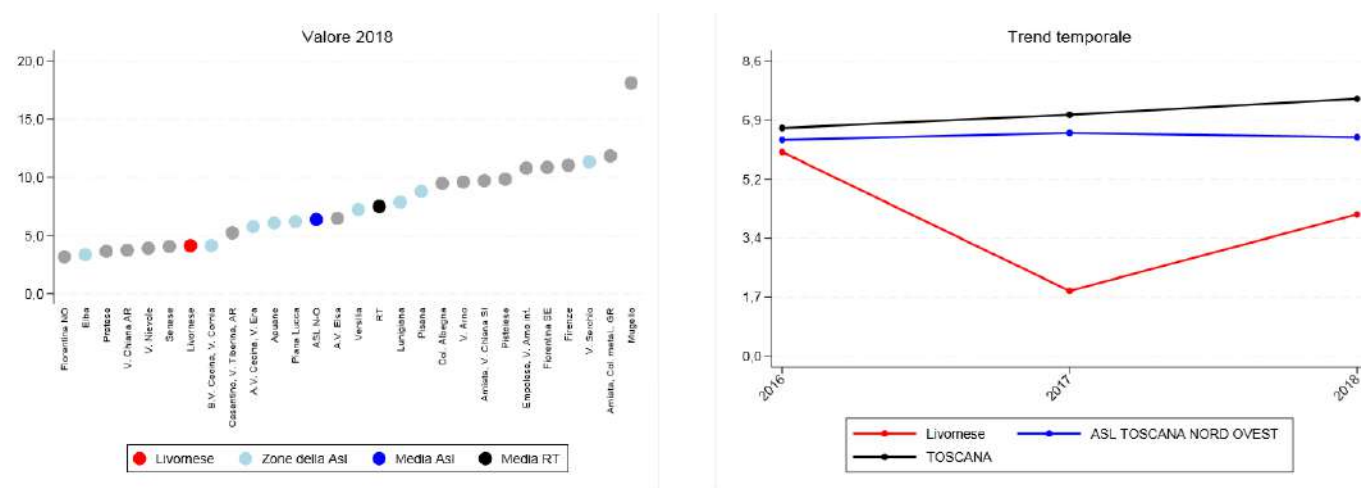 Valore 2018
20,0
15,0
10,0
5,0
0,0
Fiorentina NO
Elba
Pratese
V. Chiana AR
V. Nievole
Senese
Livornese
B.V. Cecina, V. Cornia
Casentino, V. Tiberina, AR
A.V. Cecina, V. Era
Apuane
Piana Lucca
ASL N-O
A.V. Elsa
Versilia
RT
Lunigiana
Pisana
Col. Albegna
V. Arno
Amiata, V. Chiana SI
Pistoiese
Empolese, V. Arno inf.
Fiorentina SE
Firenze
V. Serchio
Amiata, Col. metal., GR
Mugello
Livornese
Zone della Asl
Media Asl
Media RT
Trend temporale
8,6
6,9
5,2
3,4
1,7
0,0
2016
2017
2018
Livornese
ASL TOSCANA NORD OVEST
TOSCANA